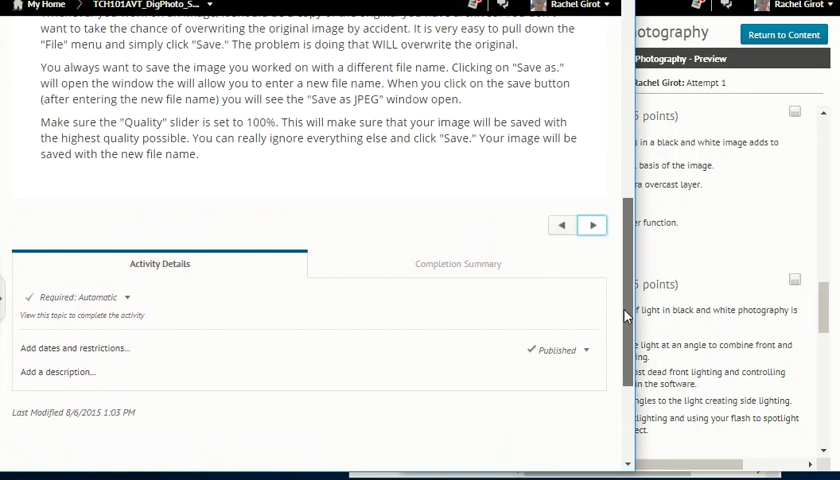 My Home TCH101AVT_DigPhoto_S... Rachel Girot
Rachel Girot
want to take the chance of overwriting the original image by accident. It is very easy to pull down the
"File" menu and simply click "Save." The problem is doing that WILL overwrite the original.
You always want to save the image you worked on with a different file name. Clicking on "Save as."
will open the window the will allow you to enter a new file name. When you click on the save button
(after entering the new file name) you will see the "Save as JPEG" window open.
Make sure the "Quality" slider is set to 100%. This will make sure that your image will be saved with
the highest quality possible. You can really ignore everything else and click "Save." Your image will be
saved with the new file name.
Activity Details
Completion Summary
Required: Automatic
View this topic to complete the activity
Add dates and restrictions...
Published
Add a description...
Last Modified 8/6/2015 1:03 PM
otography
Return to Content
Photography - Preview
Rachel Girot: Attempt 1
5 points)
s in a black and white image adds to
basis of the image.
ra overcast layer.
er function.
5 points)
f light in black and white photography is
e light at an angle to combine front and
ing.
ost dead front lighting and controlling
in the software.
ngles to the light creating side lighting.
lighting and using your flash to spotlight
ect.